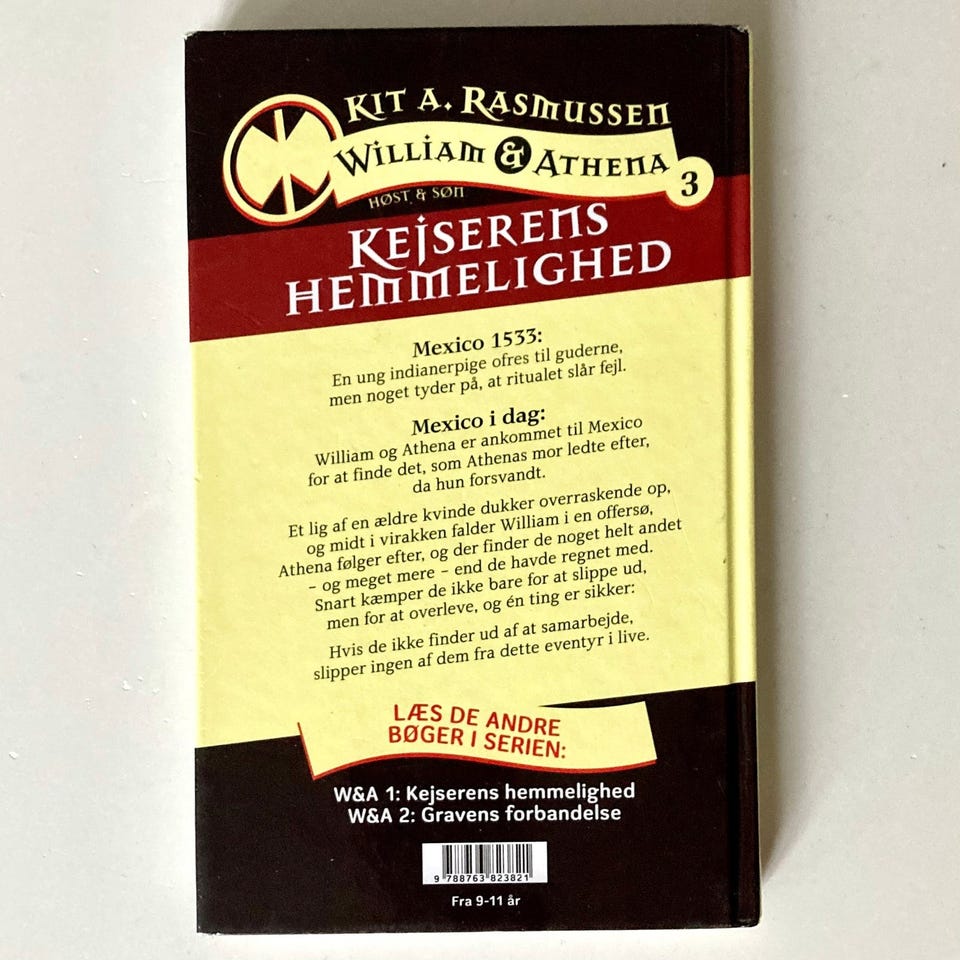 KIT A. RASMUSSEN
WILLIAM & ATHENA
3
HØST & SØN
KEJSERENS
HEMMELIGHED
Mexico 1533:
En ung indianerpige ofres til guderne,
men noget tyder på, at ritualet slår fejl.
Mexico i dag:
William og Athena er ankommet til Mexico
for at finde det, som Athenas mor ledte efter,
da hun forsvandt.
Et lig af en ældre kvinde dukker overraskende op,
og midt i virakken falder William i en offersø,
Athena følger efter, og der finder de noget helt andet
– og meget mere – end de havde regnet med.
Snart kæmper de ikke bare for at slippe ud,
men for at overleve, og én ting er sikker:
Hvis de ikke finder ud af at samarbejde,
slipper ingen af dem fra dette eventyr i live.
LÆS DE ANDRE
BØGER I SERIEN:
W&A 1: Kejserens hemmelighed
W&A 2: Gravens forbandelse
9 788763 823821
Fra 9-11 år